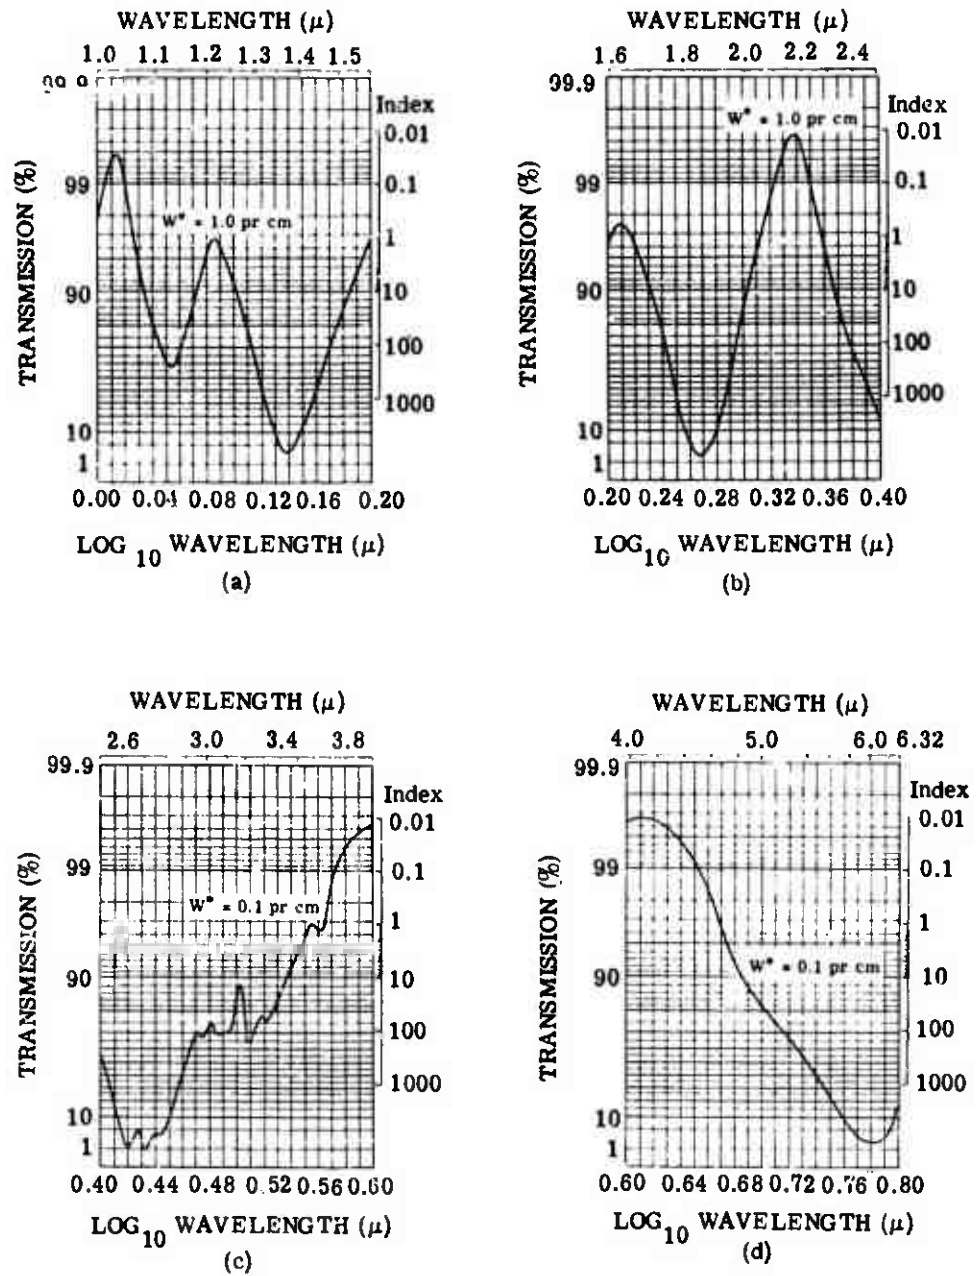 WAVELENGTH (μ)
1.0 1.1 1.2 1.3 1.4 1.5
Index
0.01
99 0.1
W* = 1.0 pr cm
1
90
10
100
1000
10
1
TRANSMISSION (%)
0.00 0.04 0.08 0.12 0.16 0.20
LOG10 WAVELENGTH (μ)
(a)
WAVELENGTH (μ)
1.6 1.8 2.0 2.2 2.4
99.9
Index
W* = 1.0 pr cm
0.01
99 0.1
1
90 10
100
1000
10
1
TRANSMISSION (%)
0.20 0.24 0.28 0.32 0.36 0.40
LOG10 WAVELENGTH (μ)
(b)
WAVELENGTH (μ)
2.6 3.0 3.4 3.8
99.9
Index
0.01
99 0.1
W* = 0.1 pr cm
1
90 10
100
1000
10
1
TRANSMISSION (%)
0.40 0.44 0.48 0.52 0.56 0.60
LOG10 WAVELENGTH (μ)
(c)
WAVELENGTH (μ)
4.0 5.0 6.0 6.32
99.9
Index
0.01
99 0.1
1
W* = 0.1 pr cm
90 10
100
1000
10
1
TRANSMISSION (%)
0.60 0.64 0.68 0.72 0.76 0.80
LOG10 WAVELENGTH (μ)
(d)